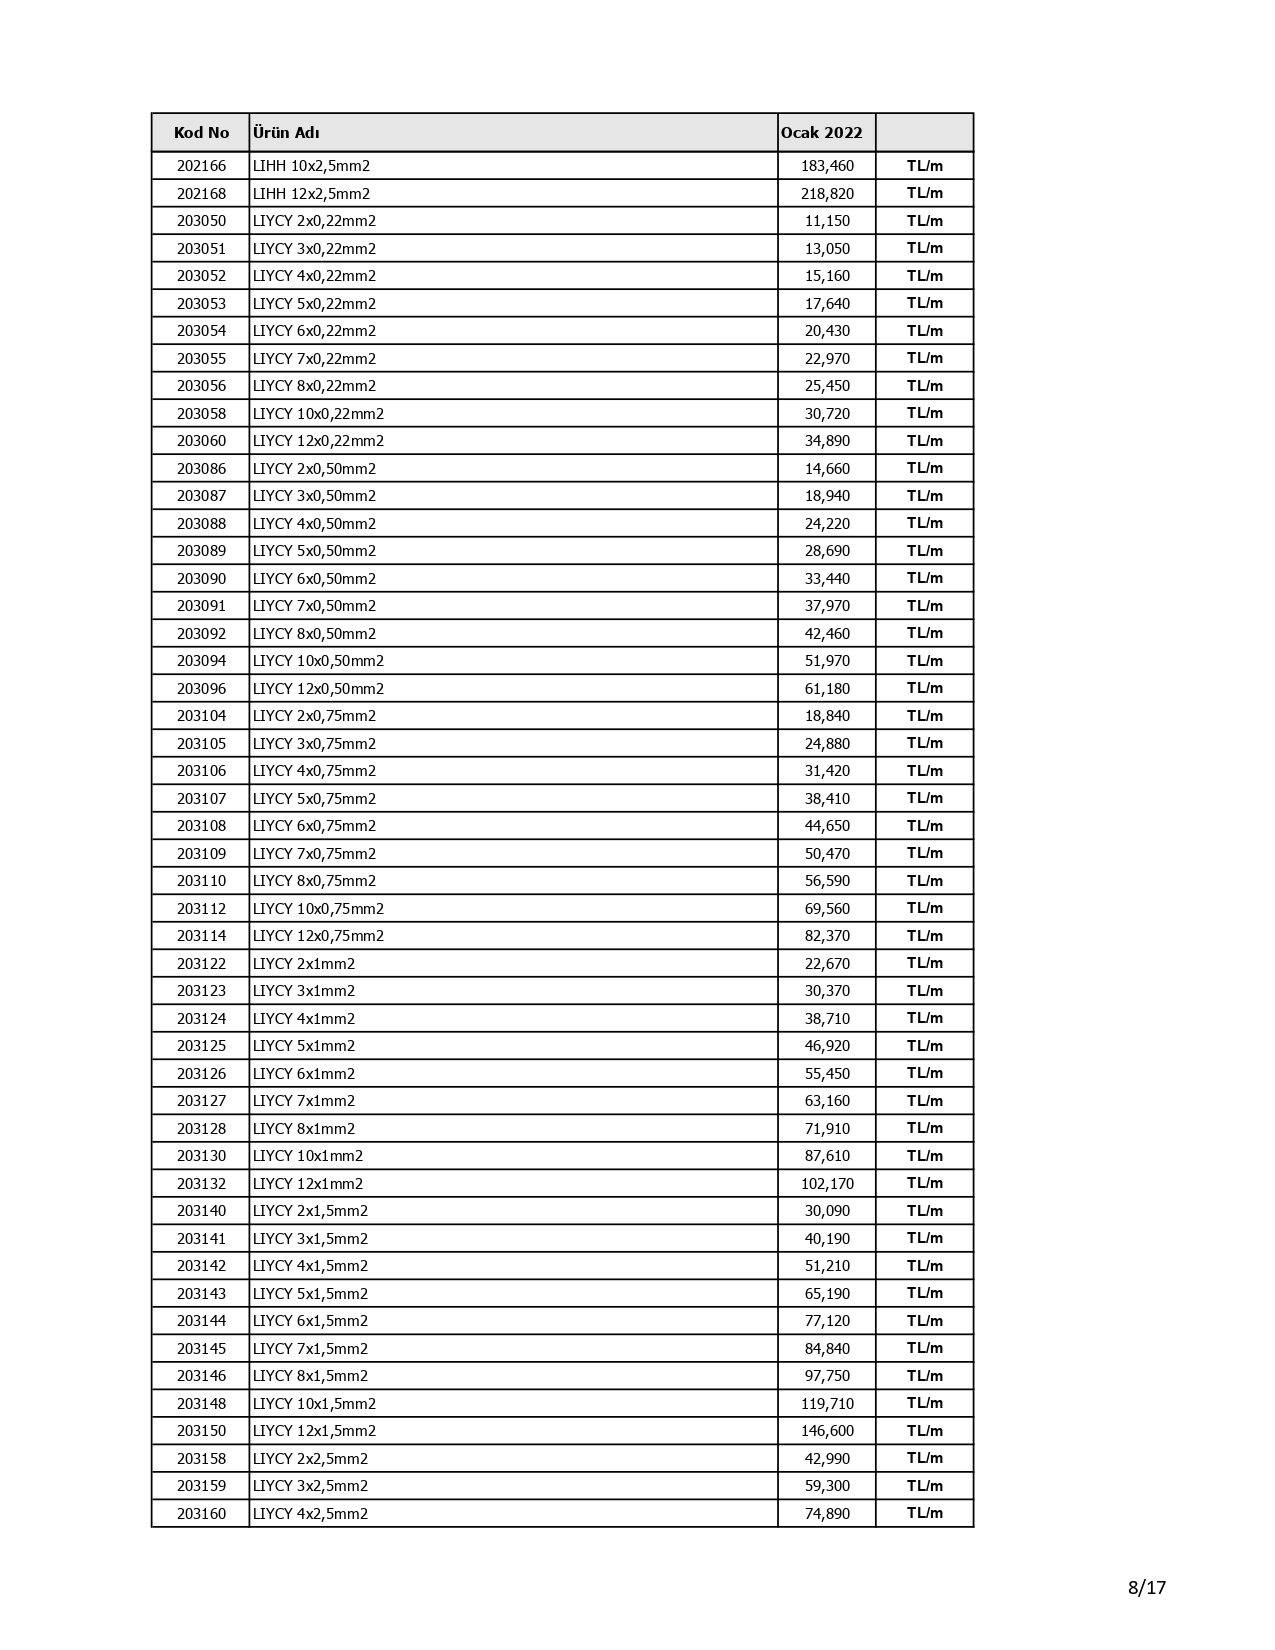 Kod No Ürün Adı Ocak 2022
202166 LIHH 10x2,5mm2 183,460 TL/m
202168 LIHH 12x2,5mm2 218,820 TL/m
203050 LIYCY 2x0,22mm2 11,150 TL/m
203051 LIYCY 3x0,22mm2 13,050 TL/m
203052 LIYCY 4x0,22mm2 15,160 TL/m
203053 LIYCY 5x0,22mm2 17,640 TL/m
203054 LIYCY 6x0,22mm2 20,430 TL/m
203055 LIYCY 7x0,22mm2 22,970 TL/m
203056 LIYCY 8x0,22mm2 25,450 TL/m
203058 LIYCY 10x0,22mm2 30,720 TL/m
203060 LIYCY 12x0,22mm2 34,890 TL/m
203086 LIYCY 2x0,50mm2 14,660 TL/m
203087 LIYCY 3x0,50mm2 18,940 TL/m
203088 LIYCY 4x0,50mm2 24,220 TL/m
203089 LIYCY 5x0,50mm2 28,690 TL/m
203090 LIYCY 6x0,50mm2 33,440 TL/m
203091 LIYCY 7x0,50mm2 37,970 TL/m
203092 LIYCY 8x0,50mm2 42,460 TL/m
203094 LIYCY 10x0,50mm2 51,970 TL/m
203096 LIYCY 12x0,50mm2 61,180 TL/m
203104 LIYCY 2x0,75mm2 18,840 TL/m
203105 LIYCY 3x0,75mm2 24,880 TL/m
203106 LIYCY 4x0,75mm2 31,420 TL/m
203107 LIYCY 5x0,75mm2 38,410 TL/m
203108 LIYCY 6x0,75mm2 44,650 TL/m
203109 LIYCY 7x0,75mm2 50,470 TL/m
203110 LIYCY 8x0,75mm2 56,590 TL/m
203112 LIYCY 10x0,75mm2 69,560 TL/m
203114 LIYCY 12x0,75mm2 82,370 TL/m
203122 LIYCY 2x1mm2 22,670 TL/m
203123 LIYCY 3x1mm2 30,370 TL/m
203124 LIYCY 4x1mm2 38,710 TL/m
203125 LIYCY 5x1mm2 46,920 TL/m
203126 LIYCY 6x1mm2 55,450 TL/m
203127 LIYCY 7x1mm2 63,160 TL/m
203128 LIYCY 8x1mm2 71,910 TL/m
203130 LIYCY 10x1mm2 87,610 TL/m
203132 LIYCY 12x1mm2 102,170 TL/m
203140 LIYCY 2x1,5mm2 30,090 TL/m
203141 LIYCY 3x1,5mm2 40,190 TL/m
203142 LIYCY 4x1,5mm2 51,210 TL/m
203143 LIYCY 5x1,5mm2 65,190 TL/m
203144 LIYCY 6x1,5mm2 77,120 TL/m
203145 LIYCY 7x1,5mm2 84,840 TL/m
203146 LIYCY 8x1,5mm2 97,750 TL/m
203148 LIYCY 10x1,5mm2 119,710 TL/m
203150 LIYCY 12x1,5mm2 146,600 TL/m
203158 LIYCY 2x2,5mm2 42,990 TL/m
203159 LIYCY 3x2,5mm2 59,300 TL/m
203160 LIYCY 4x2,5mm2 74,890 TL/m
8/17